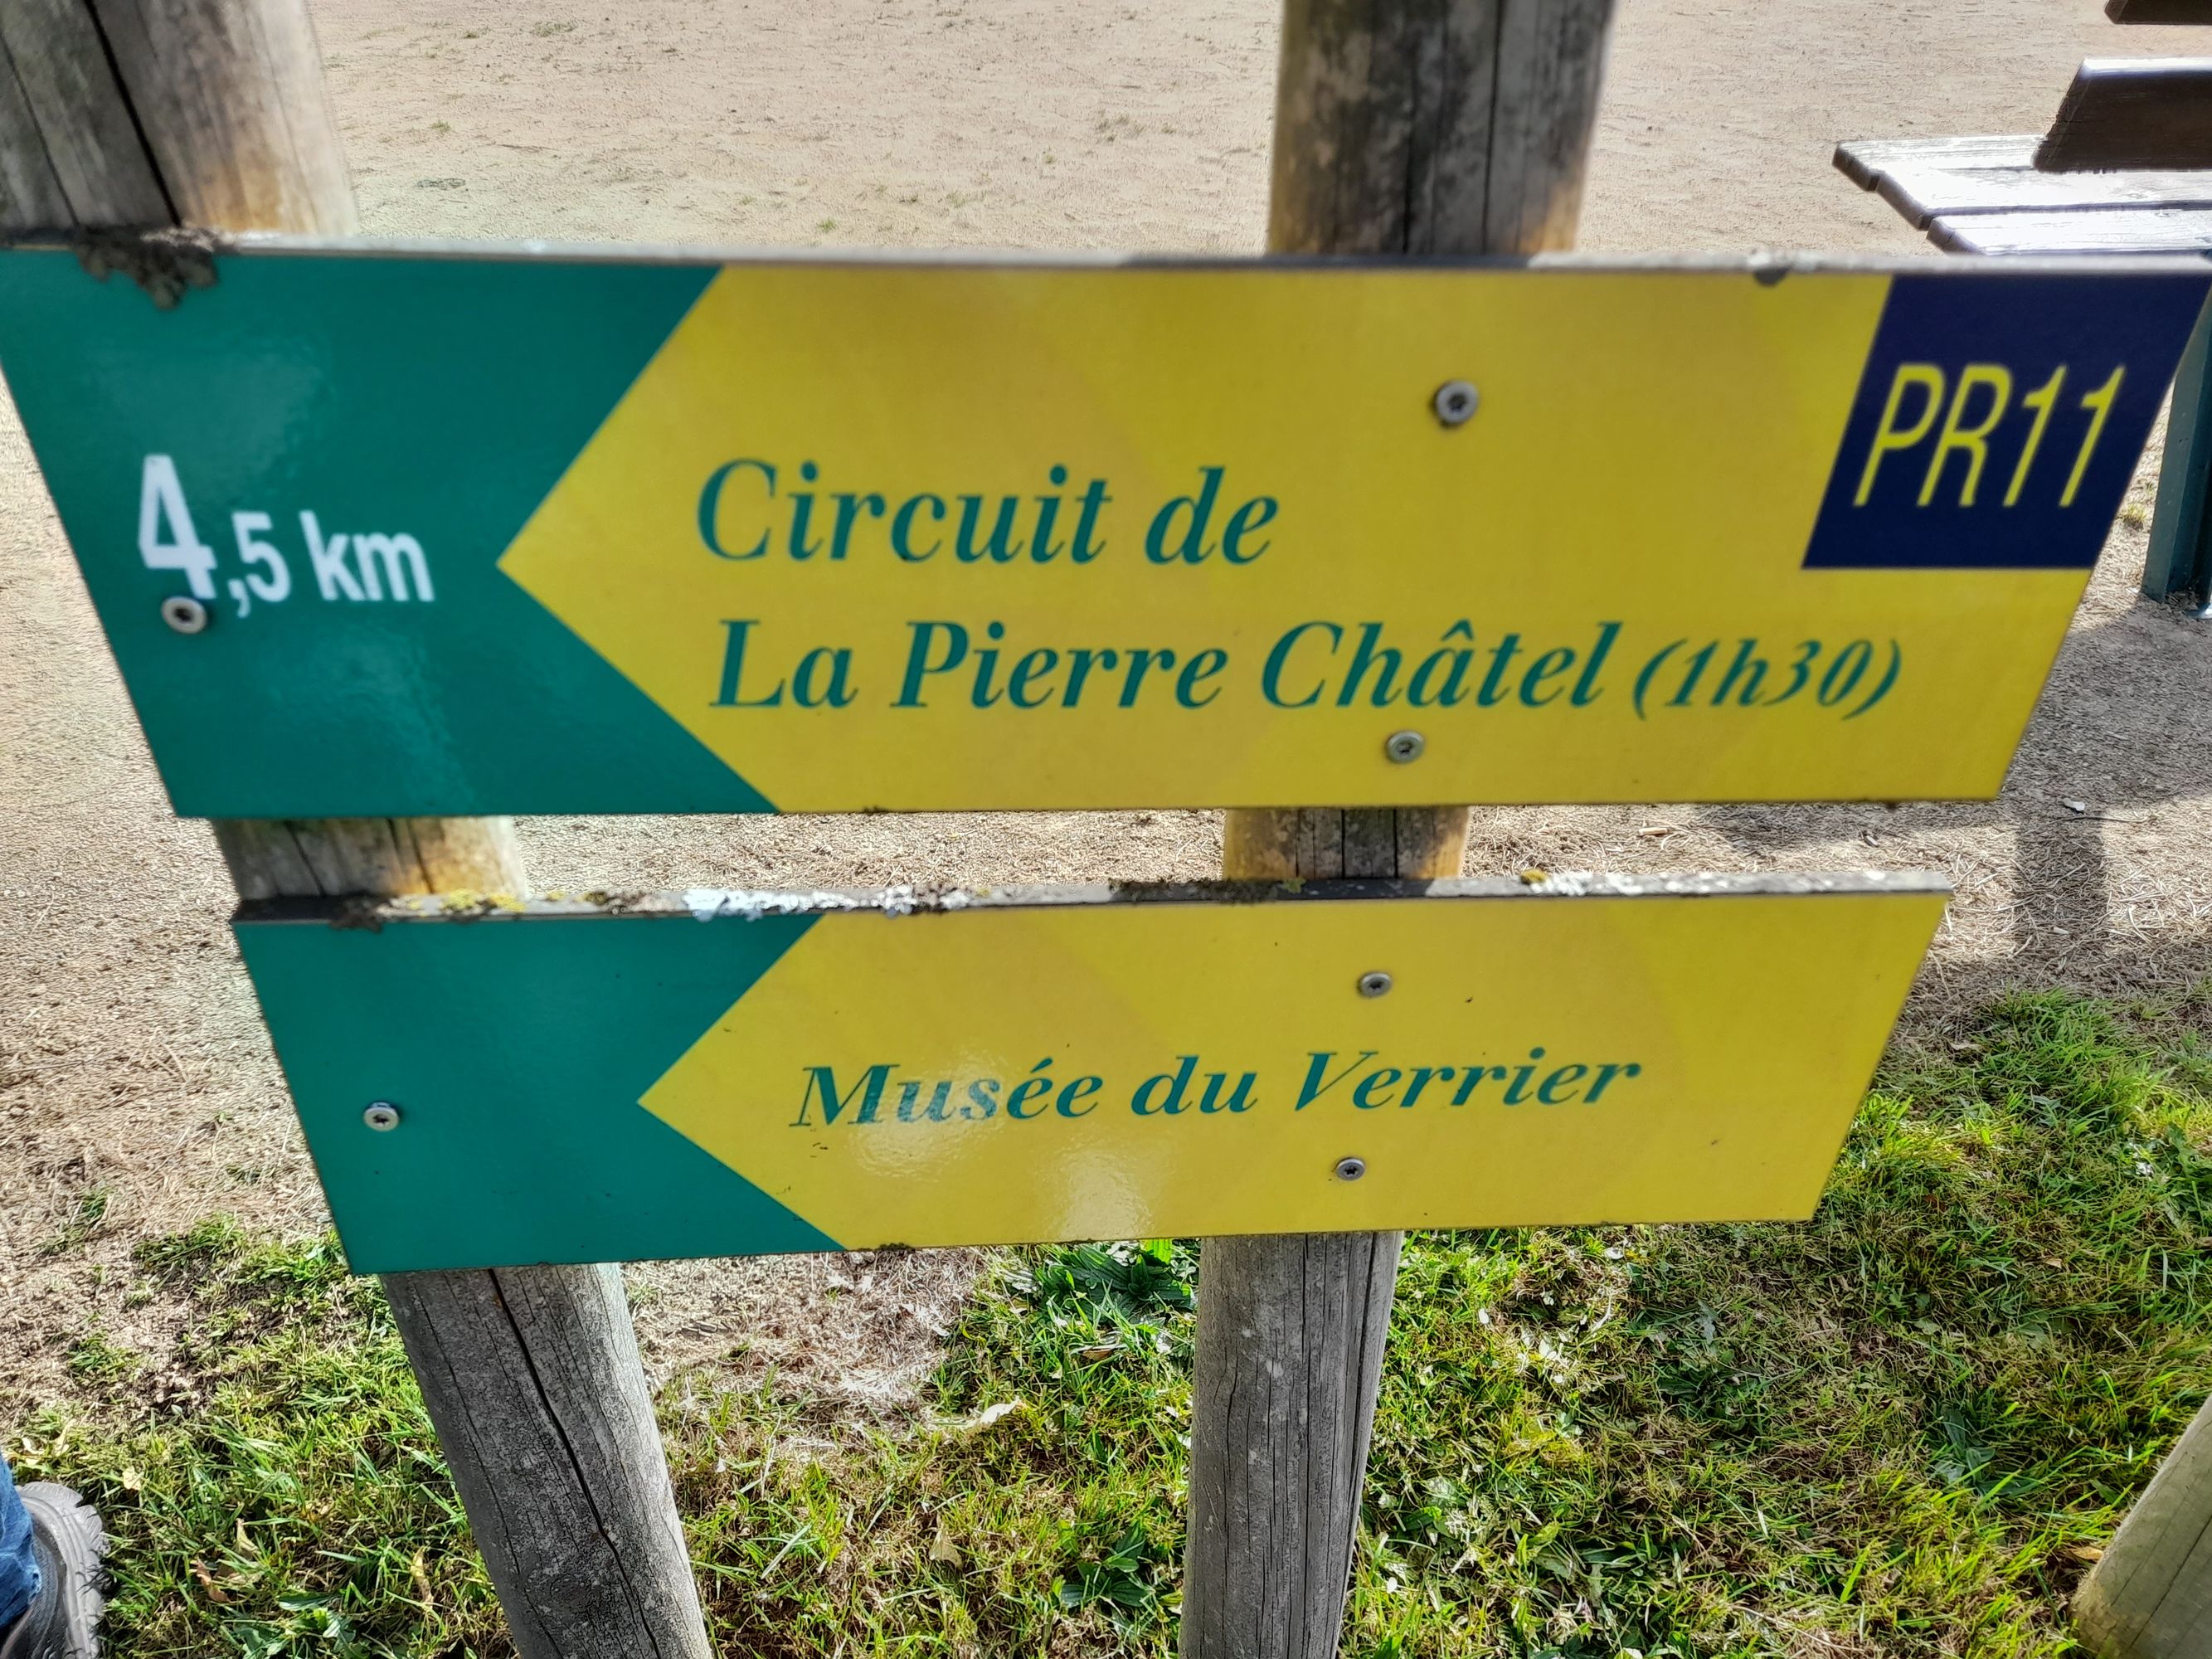 PR11
4,5 km
Circuit de
La Pierre Châtel (1h30)
Musée du Verrier